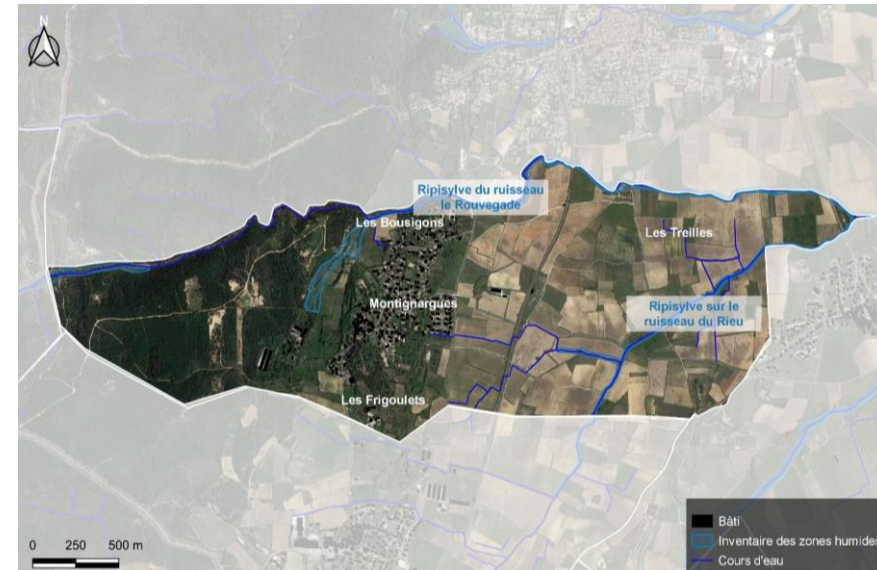 N
Ripisylve du ruisseau
le Rouvegade
Les Bousigons
Les Treilles
Montignargues
Ripisylve sur le
ruisseau du Rieu
Les Frigoulets
0 250 500 m
Bâti
Inventaire des zones humides
Cours d'eau